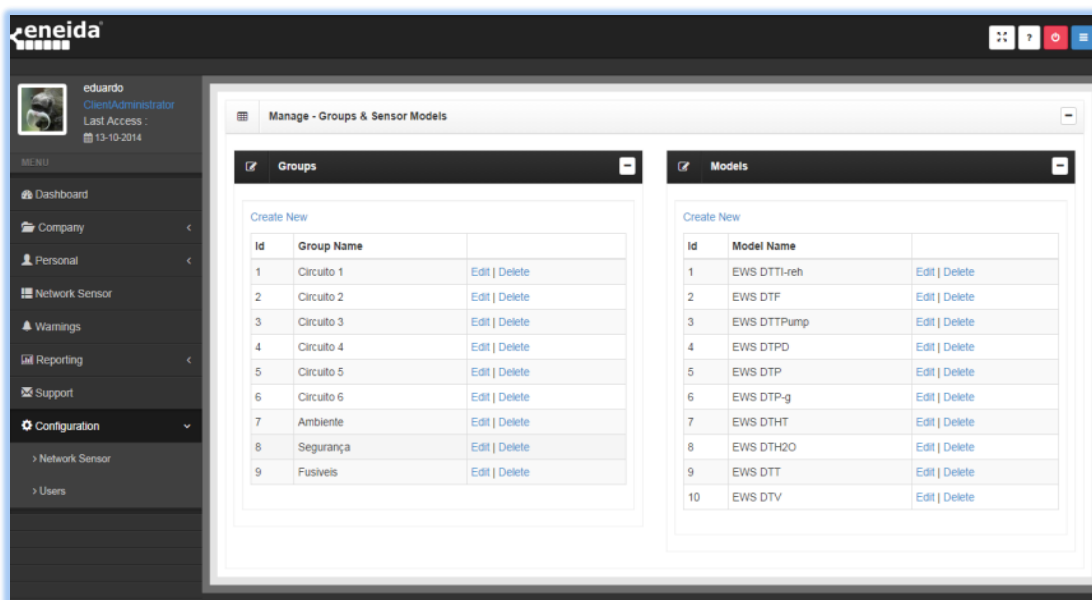 eneida®
?
eduardo
ClientAdministrator
Last Access :
13-10-2014
MENU
Dashboard
Company
Personal
Network Sensor
Warnings
Reporting
Support
Configuration
> Network Sensor
> Users
Manage - Groups & Sensor Models
Groups
Create New
Id Group Name
1 Circuito 1 Edit | Delete
2 Circuito 2 Edit | Delete
3 Circuito 3 Edit | Delete
4 Circuito 4 Edit | Delete
5 Circuito 5 Edit | Delete
6 Circuito 6 Edit | Delete
7 Ambiente Edit | Delete
8 Segurança Edit | Delete
9 Fusiveis Edit | Delete
Models
Create New
Id Model Name
1 EWS DTTI-reh Edit | Delete
2 EWS DTF Edit | Delete
3 EWS DTTPump Edit | Delete
4 EWS DTPD Edit | Delete
5 EWS DTP Edit | Delete
6 EWS DTP-g Edit | Delete
7 EWS DTHT Edit | Delete
8 EWS DTH2O Edit | Delete
9 EWS DTT Edit | Delete
10 EWS DTV Edit | Delete